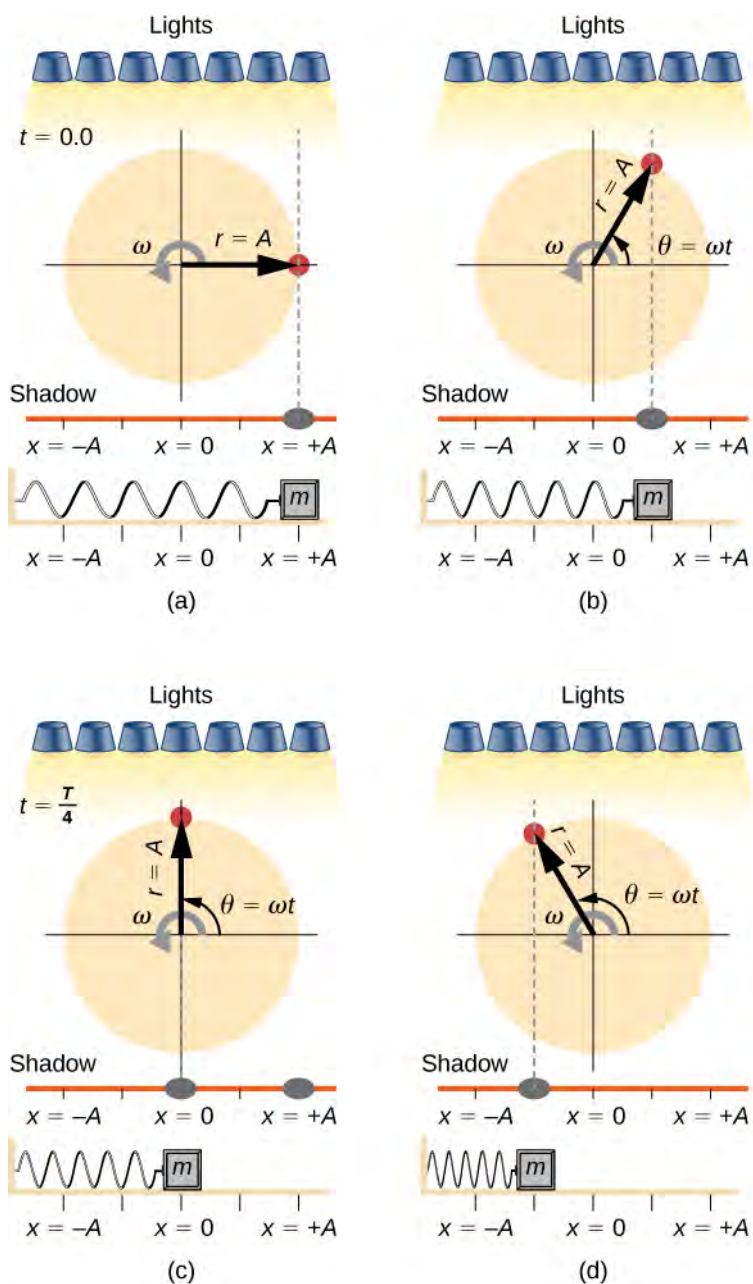 Lights
t = 0.0
ω
r = A
Shadow
x = –A x = 0 x = +A
m
x = –A x = 0 x = +A
(a)
Lights
r = A
ω
θ = ωt
Shadow
x = –A x = 0 x = +A
m
x = –A x = 0 x = +A
(b)
Lights
t = T/4
r = A
ω
θ = ωt
Shadow
x = –A x = 0 x = +A
m
x = –A x = 0 x = +A
(c)
Lights
r = A
ω
θ = ωt
Shadow
x = –A x = 0 x = +A
m
x = –A x = 0 x = +A
(d)